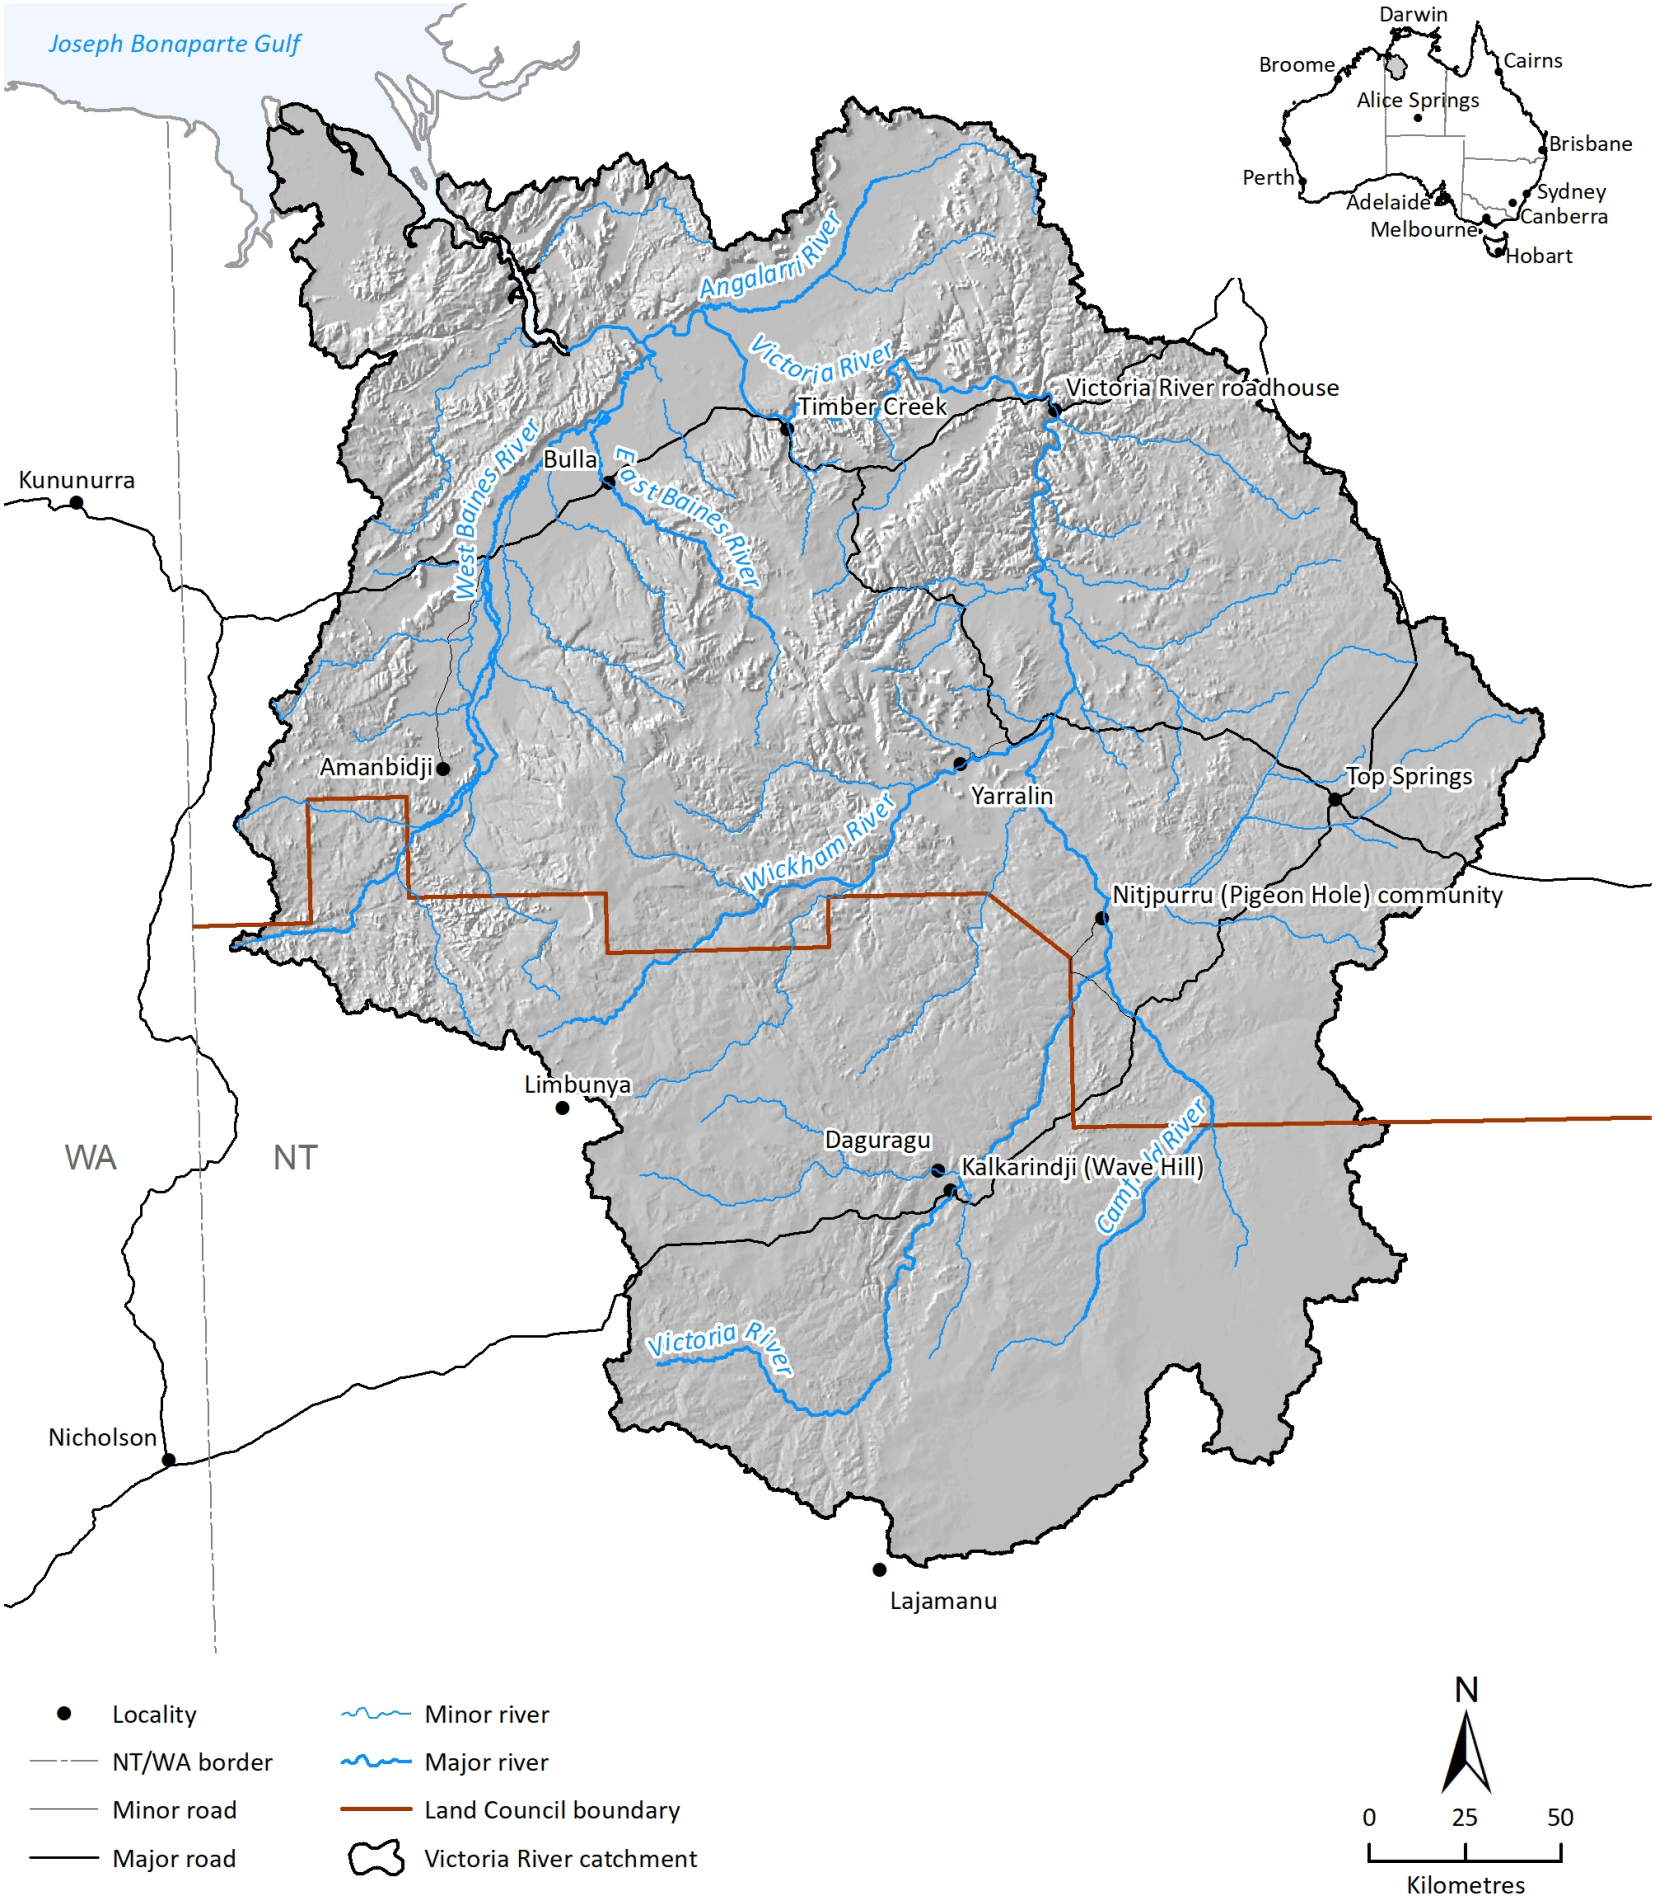 Joseph Bonaparte Gulf
Darwin
Broome
Cairns
Alice Springs
Brisbane
Perth
Adelaide
Sydney
Canberra
Melbourne
Hobart
Angalarri River
Victoria River
Victoria River roadhouse
Timber Creek
Bulla
East Baines River
West Baines River
Kununurra
Amanbidji
Top Springs
Yarralin
Wickham River
Nitjpurru (Pigeon Hole) community
Limbunya
WA
NT
Daguragu
Kalkarindji (Wave Hill)
Camfield River
Victoria River
Nicholson
Lajamanu
N
Locality
Minor river
NT/WA border
Major river
Minor road
Land Council boundary
Major road
Victoria River catchment
0 25 50
Kilometres